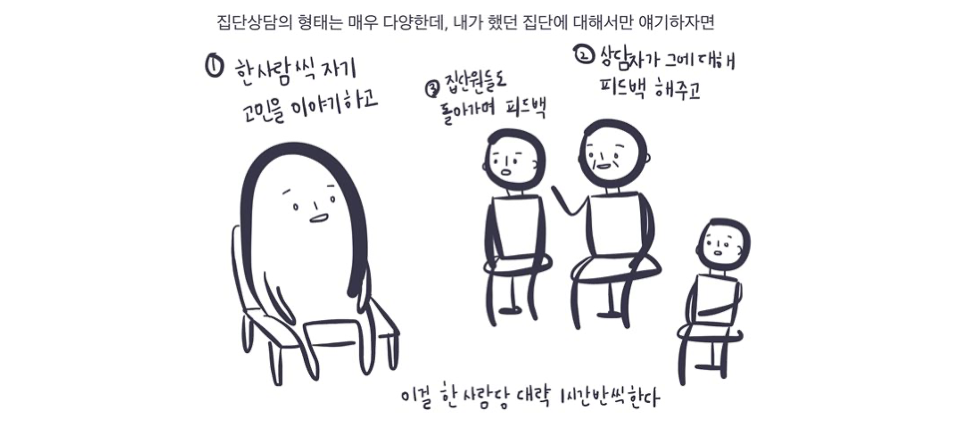 집단상담의 형태는 매우 다양한데, 내가 했던 집단에 대해서만 얘기하자면
① 한 사람씩 자기
고민을 이야기하고
② 상담자가 그에 대해
피드백 해주고
③ 집단원들도
돌아가며 피드백
이걸 한 사람당 대략 1시간반씩 한다